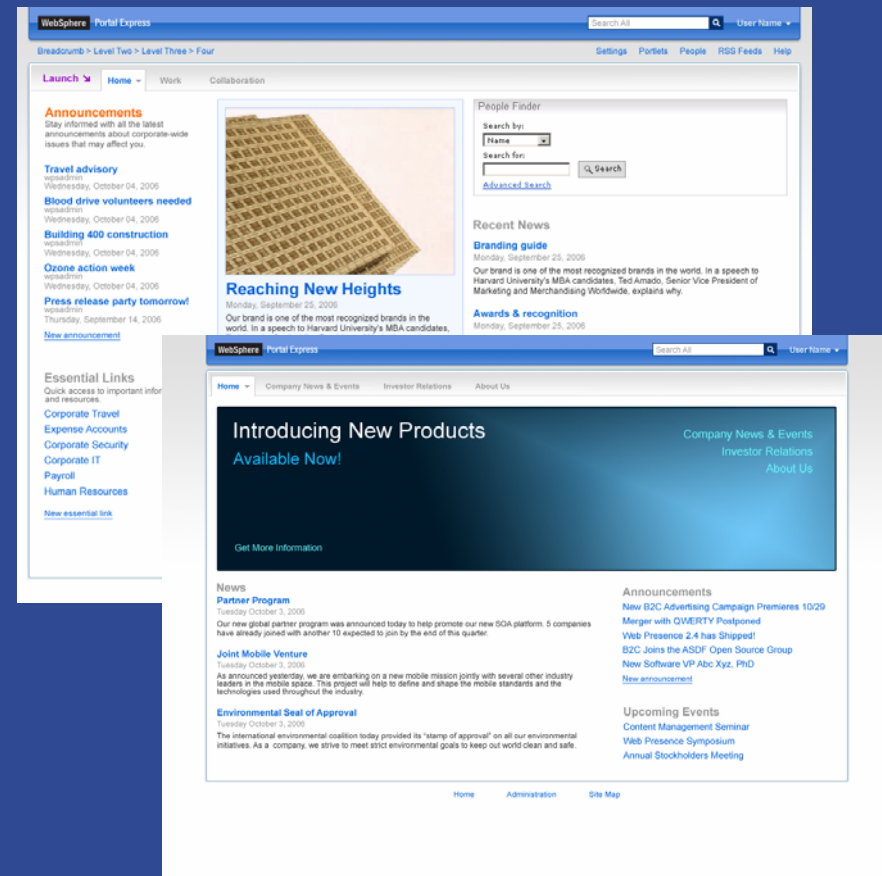 WebSphere Portal Express
Search All
User Name
Breadcrumb > Level Two > Level Three > Four
Settings Portlets People RSS Feeds Help
Launch
Home
Work
Collaboration
Announcements
Stay informed with all the latest
announcements about corporate-wide
issues that may affect you.
Travel advisory
wpsadmin
Wednesday, October 04, 2006
Blood drive volunteers needed
wpsadmin
Wednesday, October 04, 2006
Building 400 construction
wpsadmin
Wednesday, October 04, 2006
Ozone action week
wpsadmin
Wednesday, October 04, 2006
Press release party tomorrow!
wpsadmin
Thursday, September 14, 2006
New announcement
Essential Links
Quick access to important infor
and resources.
Corporate Travel
Expense Accounts
Corporate Security
Corporate IT
Payroll
Human Resources
New essential link
Reaching New Heights
Monday, September 25, 2006
Our brand is one of the most recognized brands in the
world. In a speech to Harvard University's MBA candidates,
People Finder
Search by:
Name
Search for:
Search
Advanced Search
Recent News
Branding guide
Monday, September 25, 2006
Our brand is one of the most recognized brands in the world. In a speech to
Harvard University's MBA candidates, Ted Amado, Senior Vice President of
Marketing and Merchandising Worldwide, explains why.
Awards & recognition
Monday, September 25, 2006
WebSphere Portal Express
Search All
User Name
Home
Company News & Events
Investor Relations
About Us
Introducing New Products
Available Now!
Get More Information
Company News & Events
Investor Relations
About Us
News
Partner Program
Tuesday October 3, 2006
Our new global partner program was announced today to help promote our new SOA platform. 5 companies
have already joined with another 10 expected to join by the end of this quarter.
Joint Mobile Venture
Tuesday October 3, 2006
As announced yesterday, we are embarking on a new mobile mission jointly with several other industry
leaders in the mobile space. This project will help to define and shape the mobile standards and the
technologies used throughout the industry.
Environmental Seal of Approval
Tuesday October 3, 2006
The international environmental coalition today provided its "stamp of approval" on all our environmental
initiatives. As a company, we strive to meet strict environmental goals to keep out world clean and safe.
Announcements
New B2C Advertising Campaign Premieres 10/29
Merger with QWERTY Postponed
Web Presence 2.4 has Shipped!
B2C Joins the ASDF Open Source Group
New Software VP Abc Xyz, PhD
New announcement
Upcoming Events
Content Management Seminar
Web Presence Symposium
Annual Stockholders Meeting
Home
Administration
Site Map